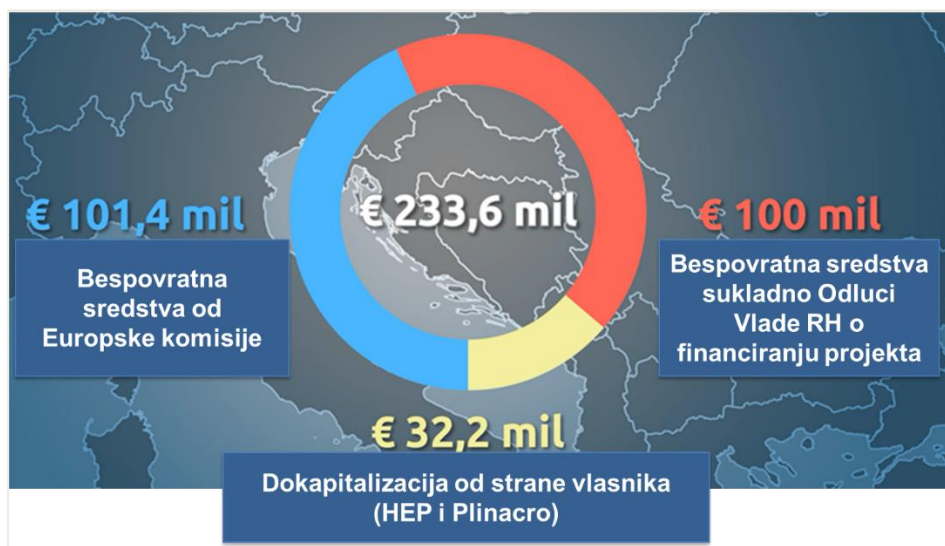 € 233,6 mil
€ 101,4 mil
Bespovratna
sredstva od
Europske komisije
€ 100 mil
Bespovratna sredstva
sukladno Odluci
Vlade RH o
financiranju projekta
€ 32,2 mil
Dokapitalizacija od strane vlasnika
(HEP i Plinacro)